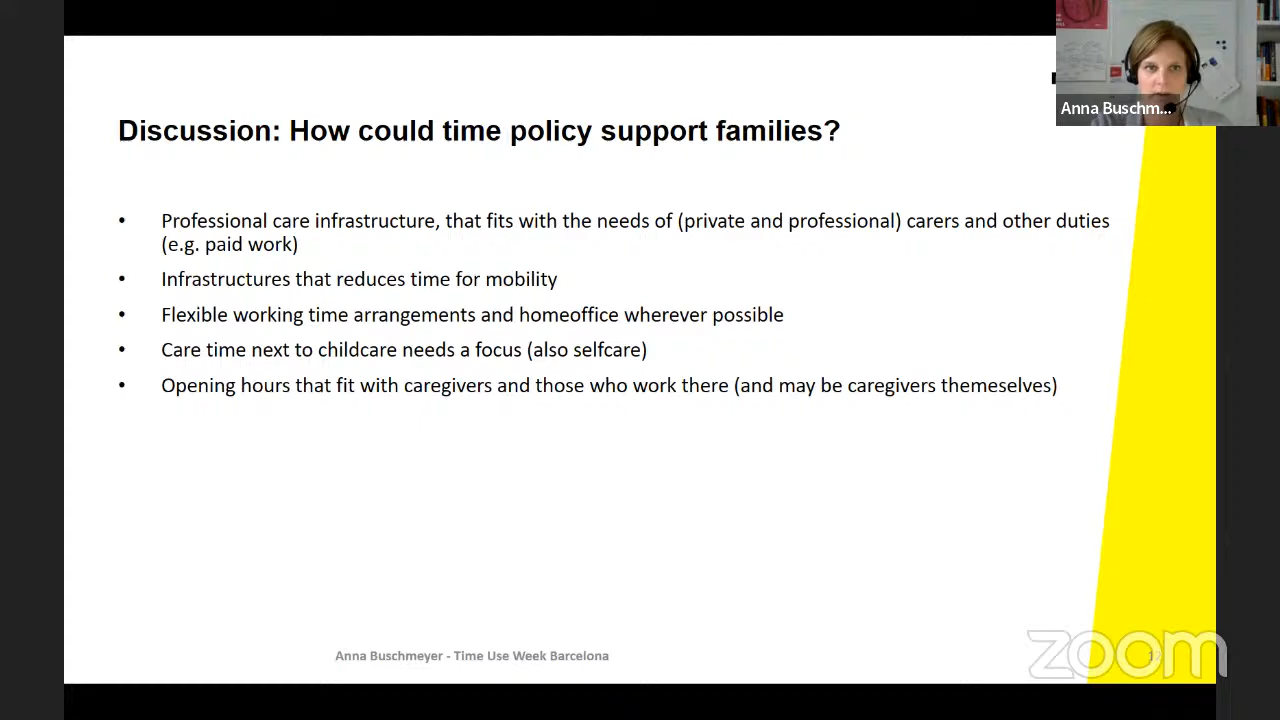 Anna Buschm...
Discussion: How could time policy support families?
• Professional care infrastructure, that fits with the needs of (private and professional) carers and other duties
(e.g. paid work)
• Infrastructures that reduces time for mobility
• Flexible working time arrangements and homeoffice wherever possible
• Care time next to childcare needs a focus (also selfcare)
• Opening hours that fit with caregivers and those who work there (and may be caregivers themeselves)
Anna Buschmeyer - Time Use Week Barcelona
zoom